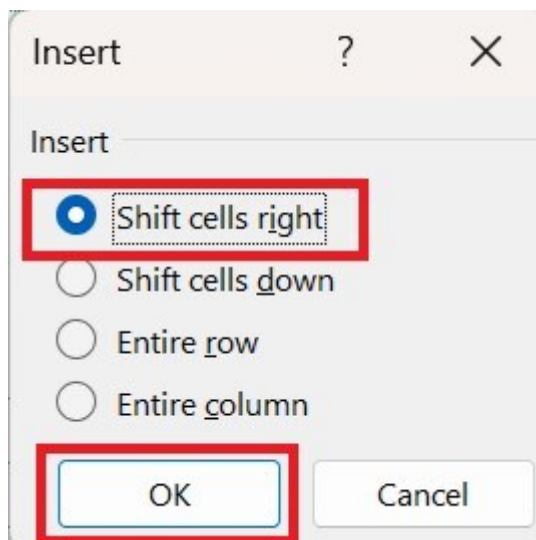 Insert ?
Insert
Shift cells right
Shift cells down
Entire row
Entire column
OK Cancel